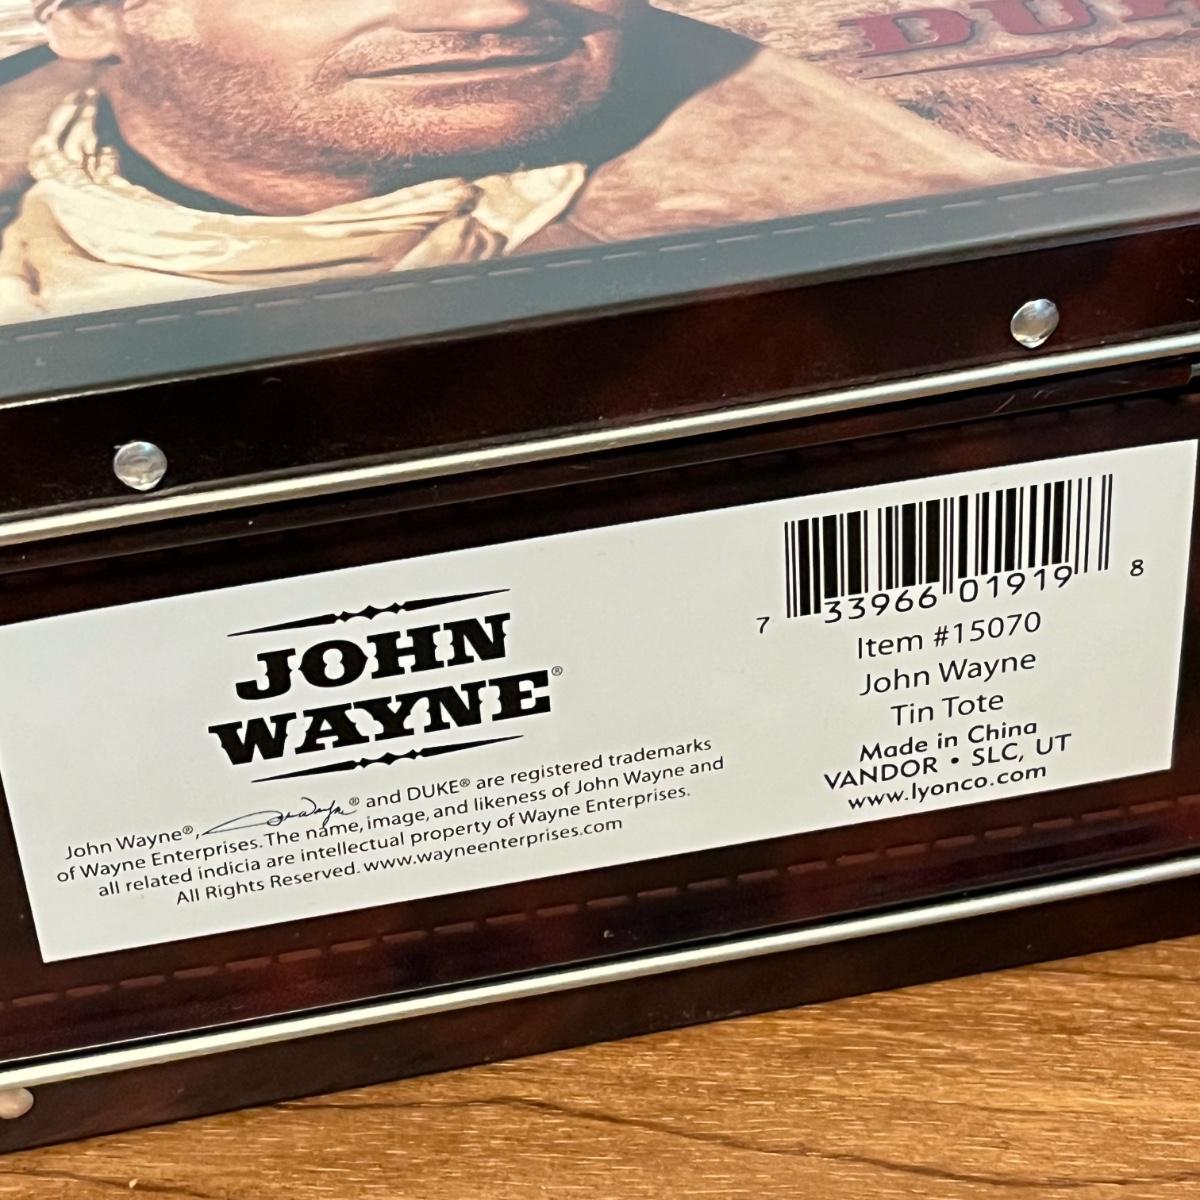 JOHN
WAYNE®
John Wayne®, ® and DUKE® are registered trademarks
of Wayne Enterprises. The name, image, and likeness of John Wayne and
all related indicia are intellectual property of Wayne Enterprises.
All Rights Reserved. www.wayneenterprises.com
7 33966 01919 8
Item #15070
John Wayne
Tin Tote
Made in China
VANDOR • SLC, UT
www.lyonco.com